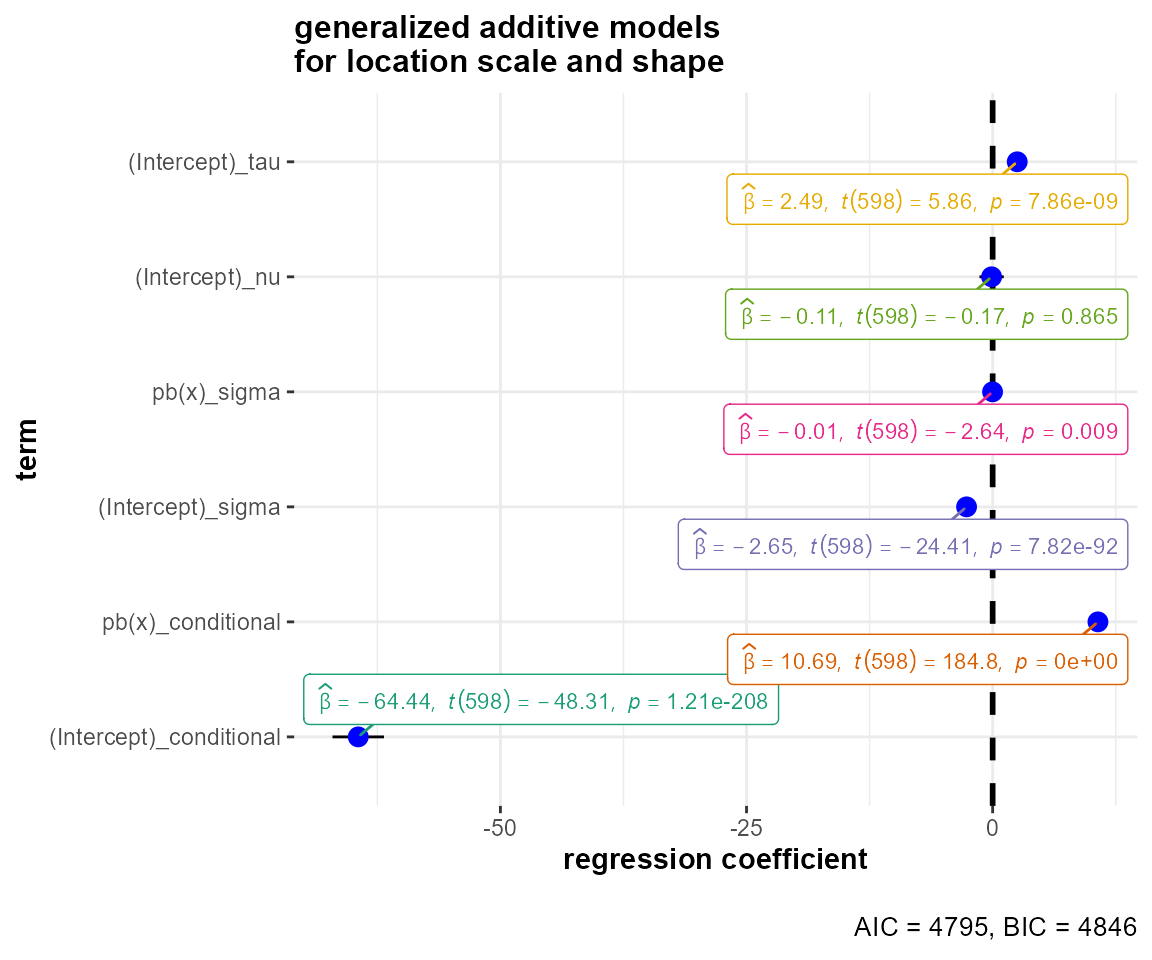 generalized additive models
for location scale and shape
term
(Intercept)_tau
β̂ = 2.49, t(598) = 5.86, p = 7.86e-09
(Intercept)_nu
β̂ = −0.11, t(598) = −0.17, p = 0.865
pb(x)_sigma
β̂ = −0.01, t(598) = −2.64, p = 0.009
(Intercept)_sigma
β̂ = −2.65, t(598) = −24.41, p = 7.82e-92
pb(x)_conditional
β̂ = 10.69, t(598) = 184.8, p = 0e+00
β̂ = −64.44, t(598) = −48.31, p = 1.21e-208
(Intercept)_conditional
-50 -25 0
regression coefficient
AIC = 4795, BIC = 4846